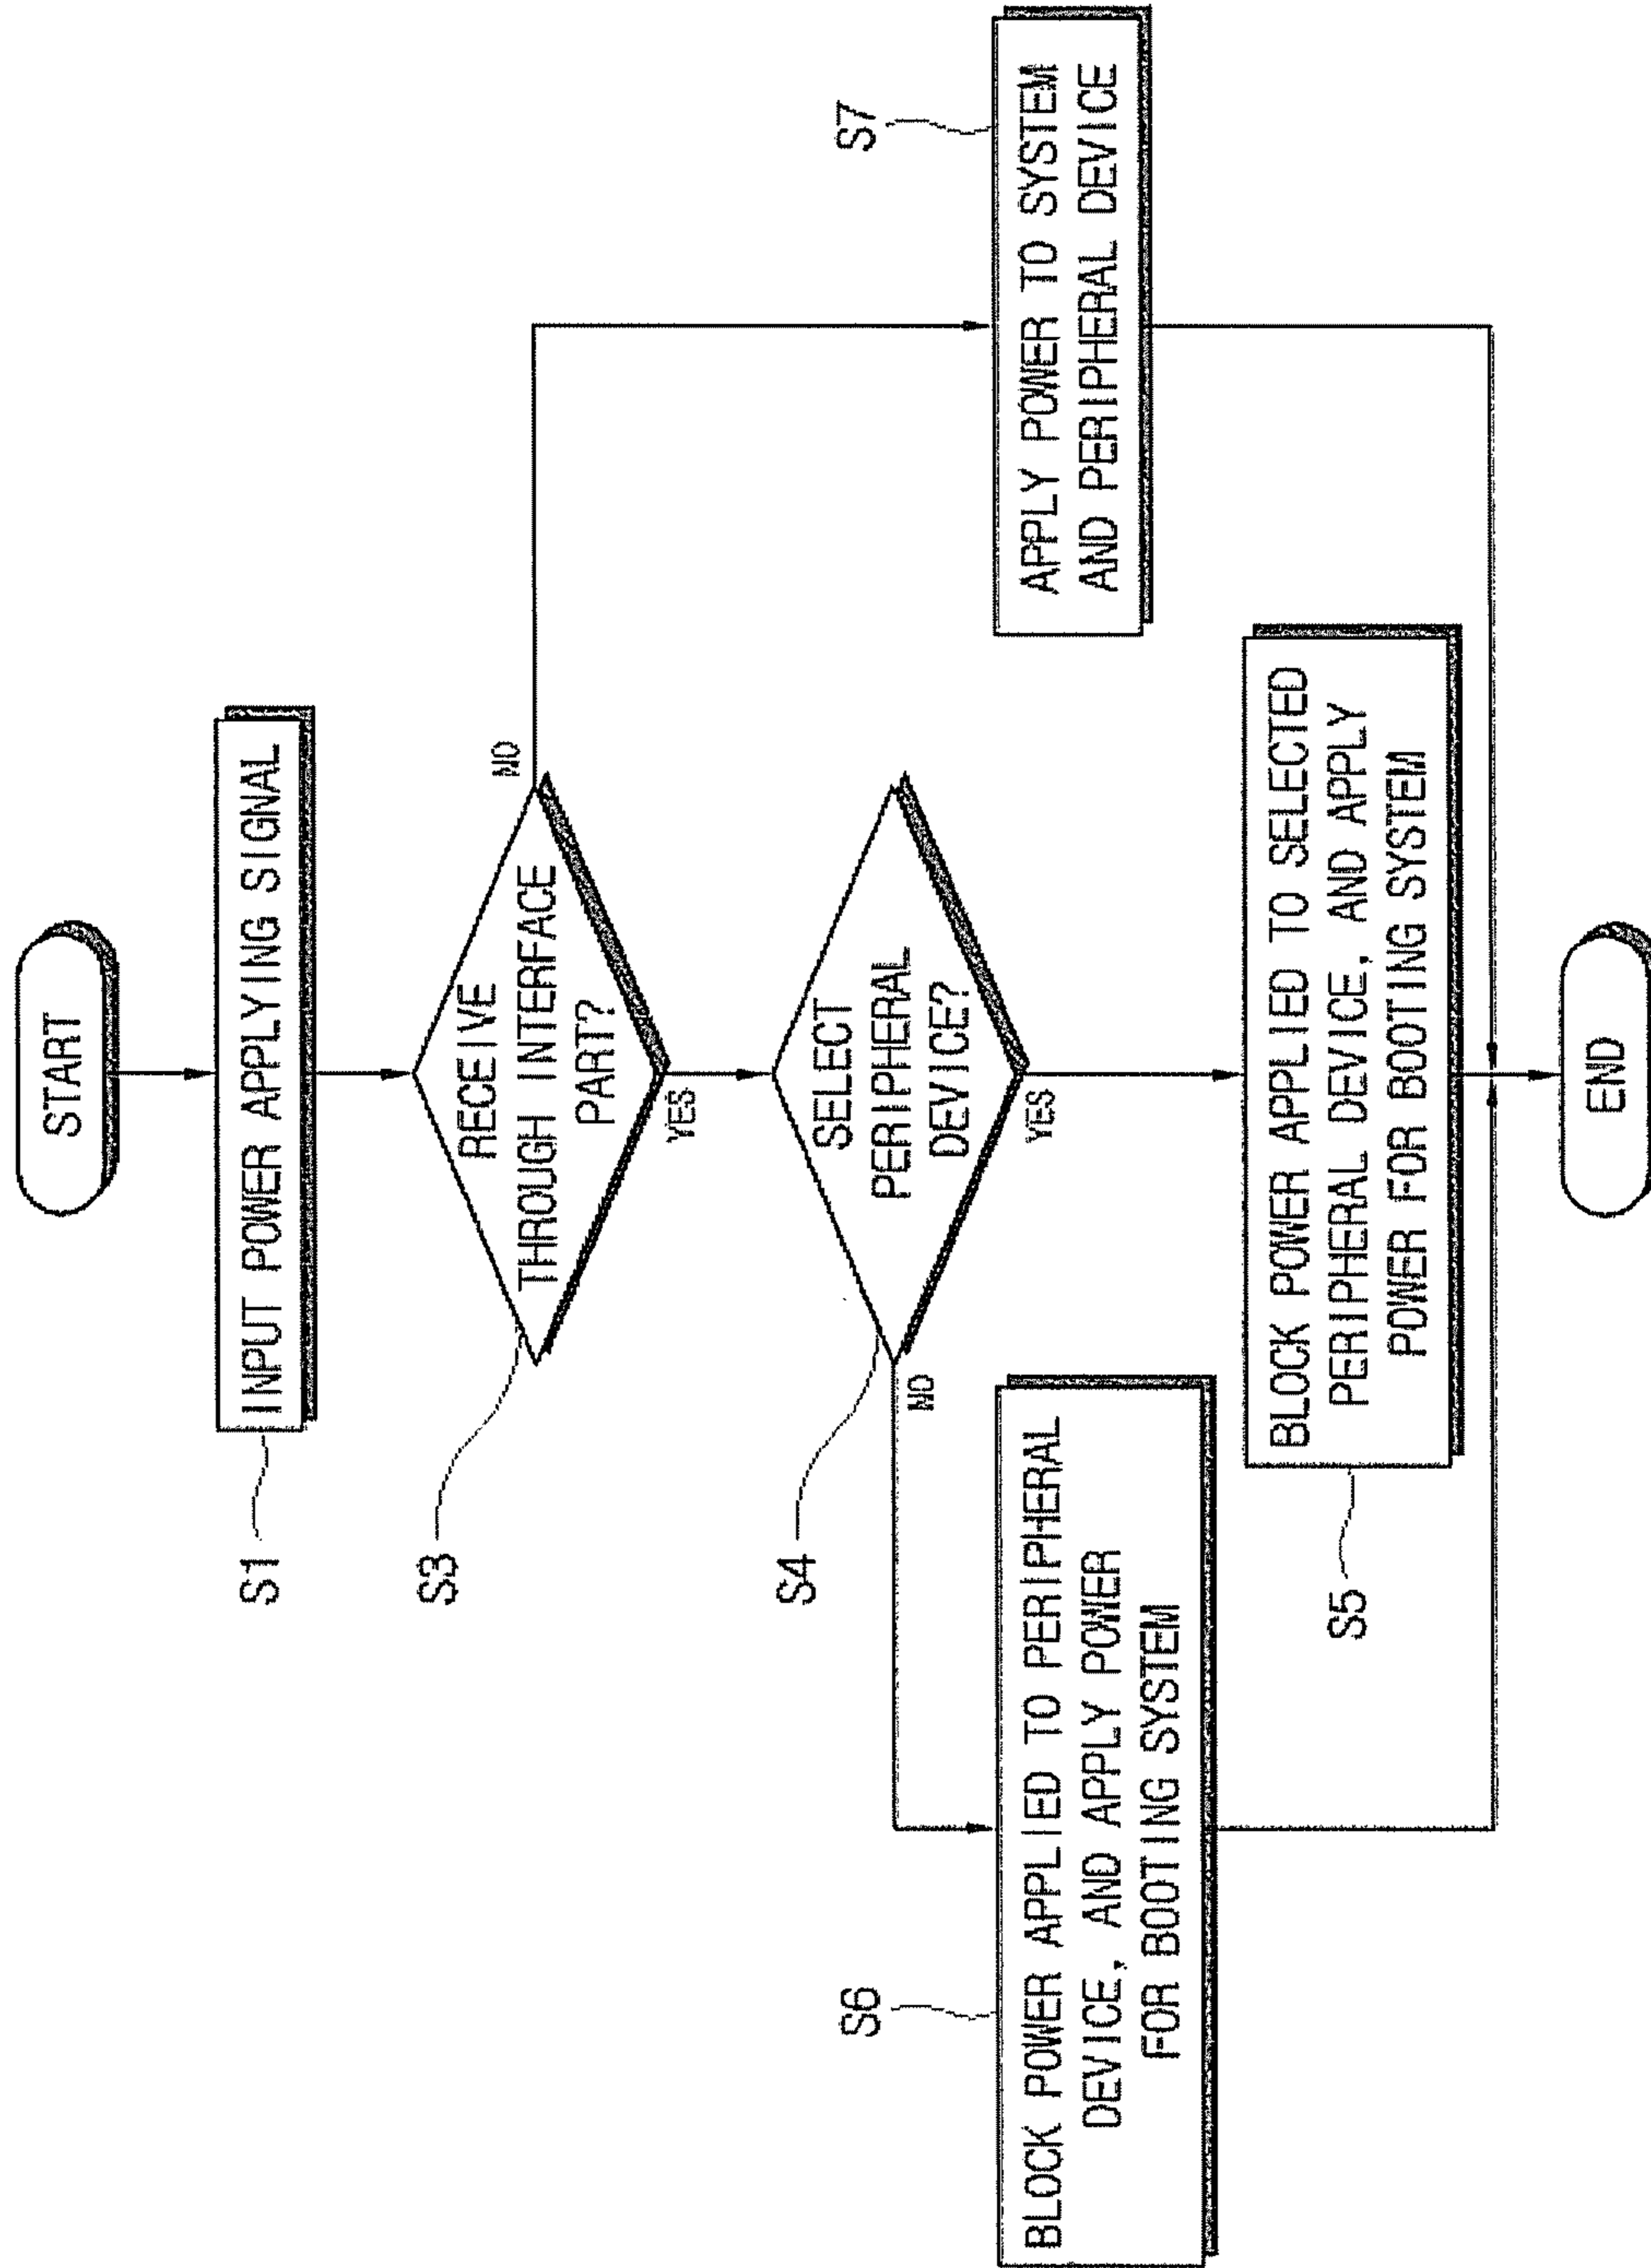 START
S1
INPUT POWER APPLYING SIGNAL
S3
RECEIVE
THROUGH INTERFACE
PART?
NO
YES
S4
SELECT
PERIPHERAL
DEVICE?
NO
YES
S6
BLOCK POWER APPLIED TO PERIPHERAL
DEVICE, AND APPLY POWER
FOR BOOTING SYSTEM
S7
APPLY POWER TO SYSTEM
AND PERIPHERAL DEVICE
S5
BLOCK POWER APPLIED TO SELECTED
PERIPHERAL DEVICE, AND APPLY
POWER FOR BOOTING SYSTEM
END